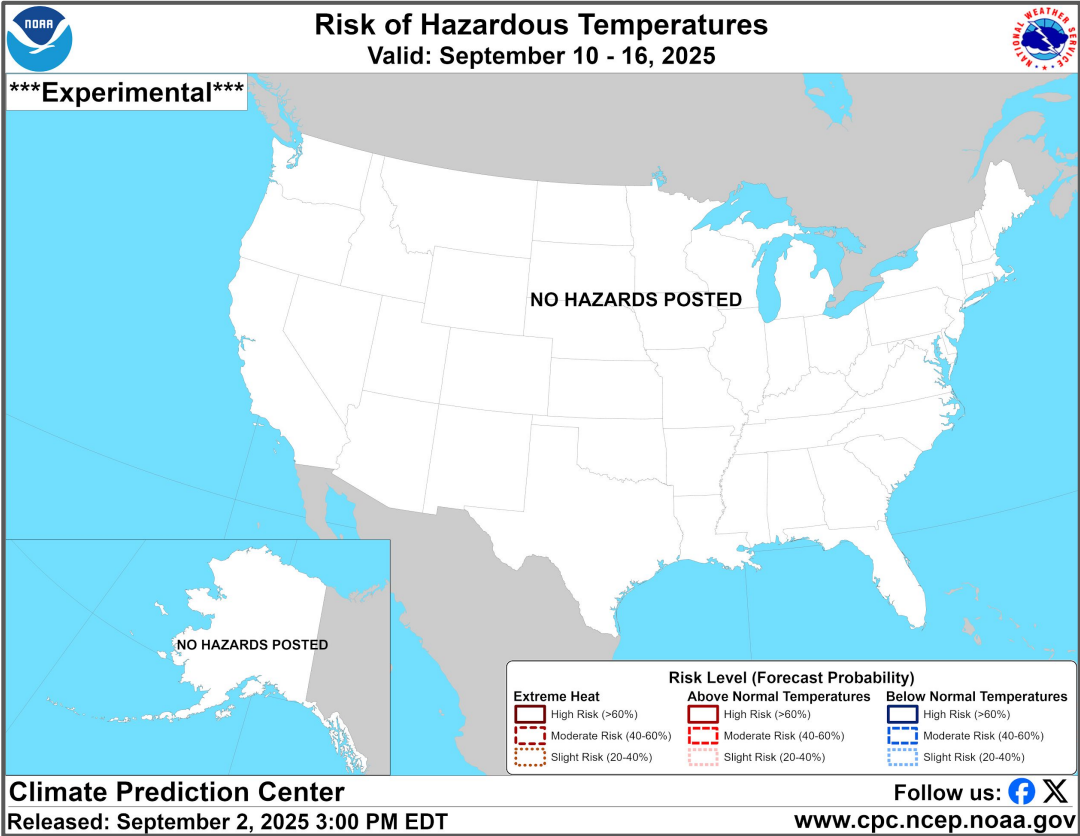 NOAA
Risk of Hazardous Temperatures
Valid: September 10 - 16, 2025
NATIONAL WEATHER SERVICE
***Experimental***
NO HAZARDS POSTED
NO HAZARDS POSTED
Risk Level (Forecast Probability)
Extreme Heat
High Risk (>60%)
Moderate Risk (40-60%)
Slight Risk (20-40%)
Above Normal Temperatures
High Risk (>60%)
Moderate Risk (40-60%)
Slight Risk (20-40%)
Below Normal Temperatures
High Risk (>60%)
Moderate Risk (40-60%)
Slight Risk (20-40%)
Climate Prediction Center
Follow us:
Released: September 2, 2025 3:00 PM EDT
www.cpc.ncep.noaa.gov